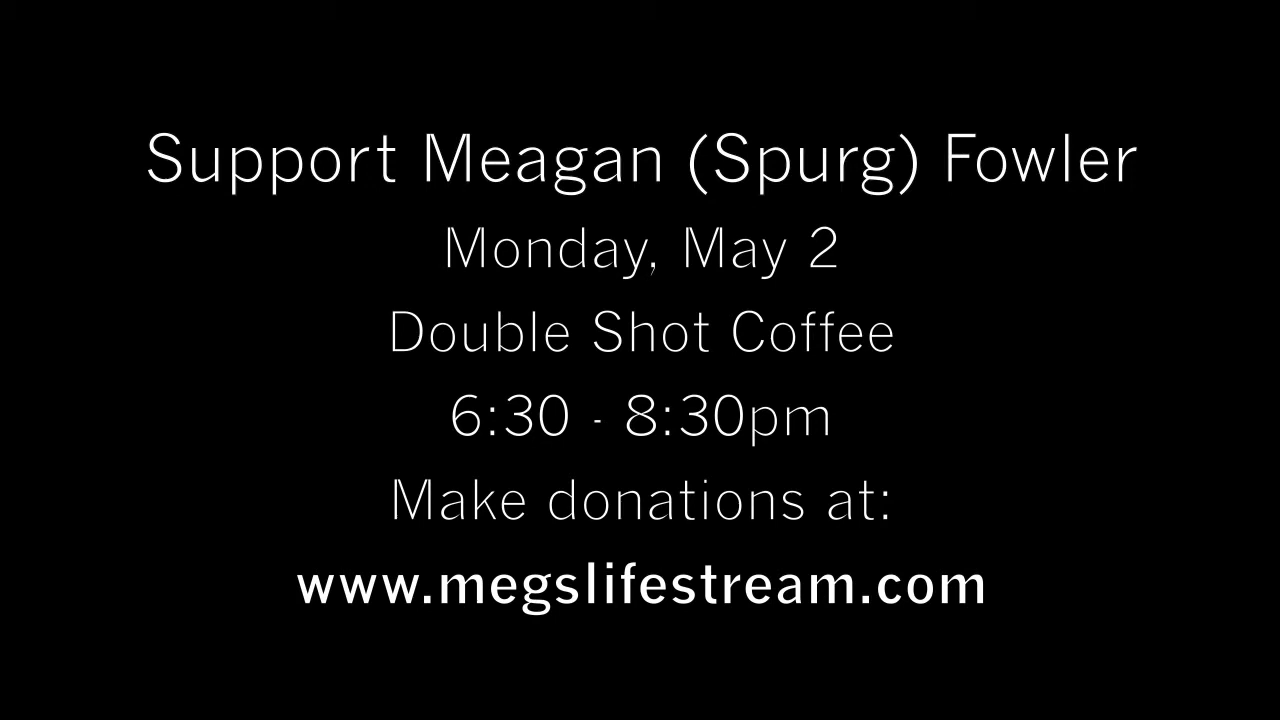 Support Meagan (Spurg) Fowler
Monday, May 2
Double Shot Coffee
6:30 - 8:30pm
Make donations at:
www.megslifestream.com